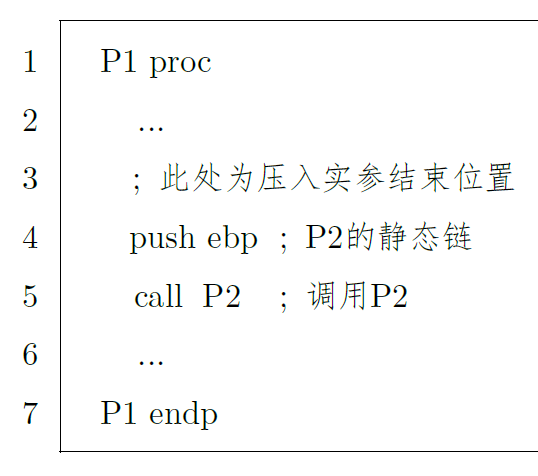 1 P1 proc
2 ...
3 ; 此处为压入实参结束位置
4 push ebp ; P2的静态链
5 call P2 ; 调用P2
6 ...
7 P1 endp